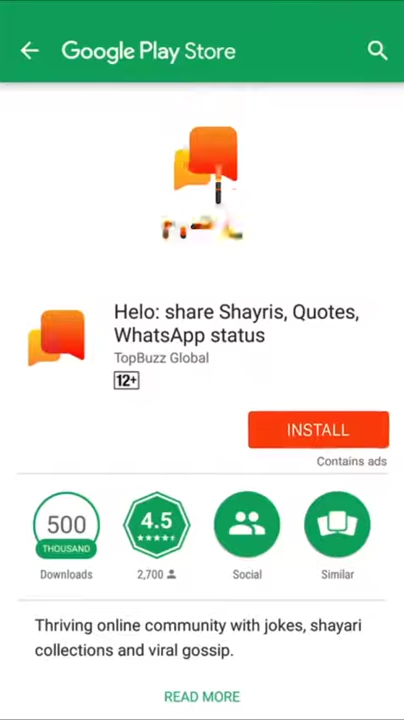 Google Play Store
Helo: share Shayris, Quotes,
WhatsApp status
TopBuzz Global
12+
INSTALL
Contains ads
500
THOUSAND
4.5
Downloads
2,700
Social
Similar
Thriving online community with jokes, shayari
collections and viral gossip.
READ MORE